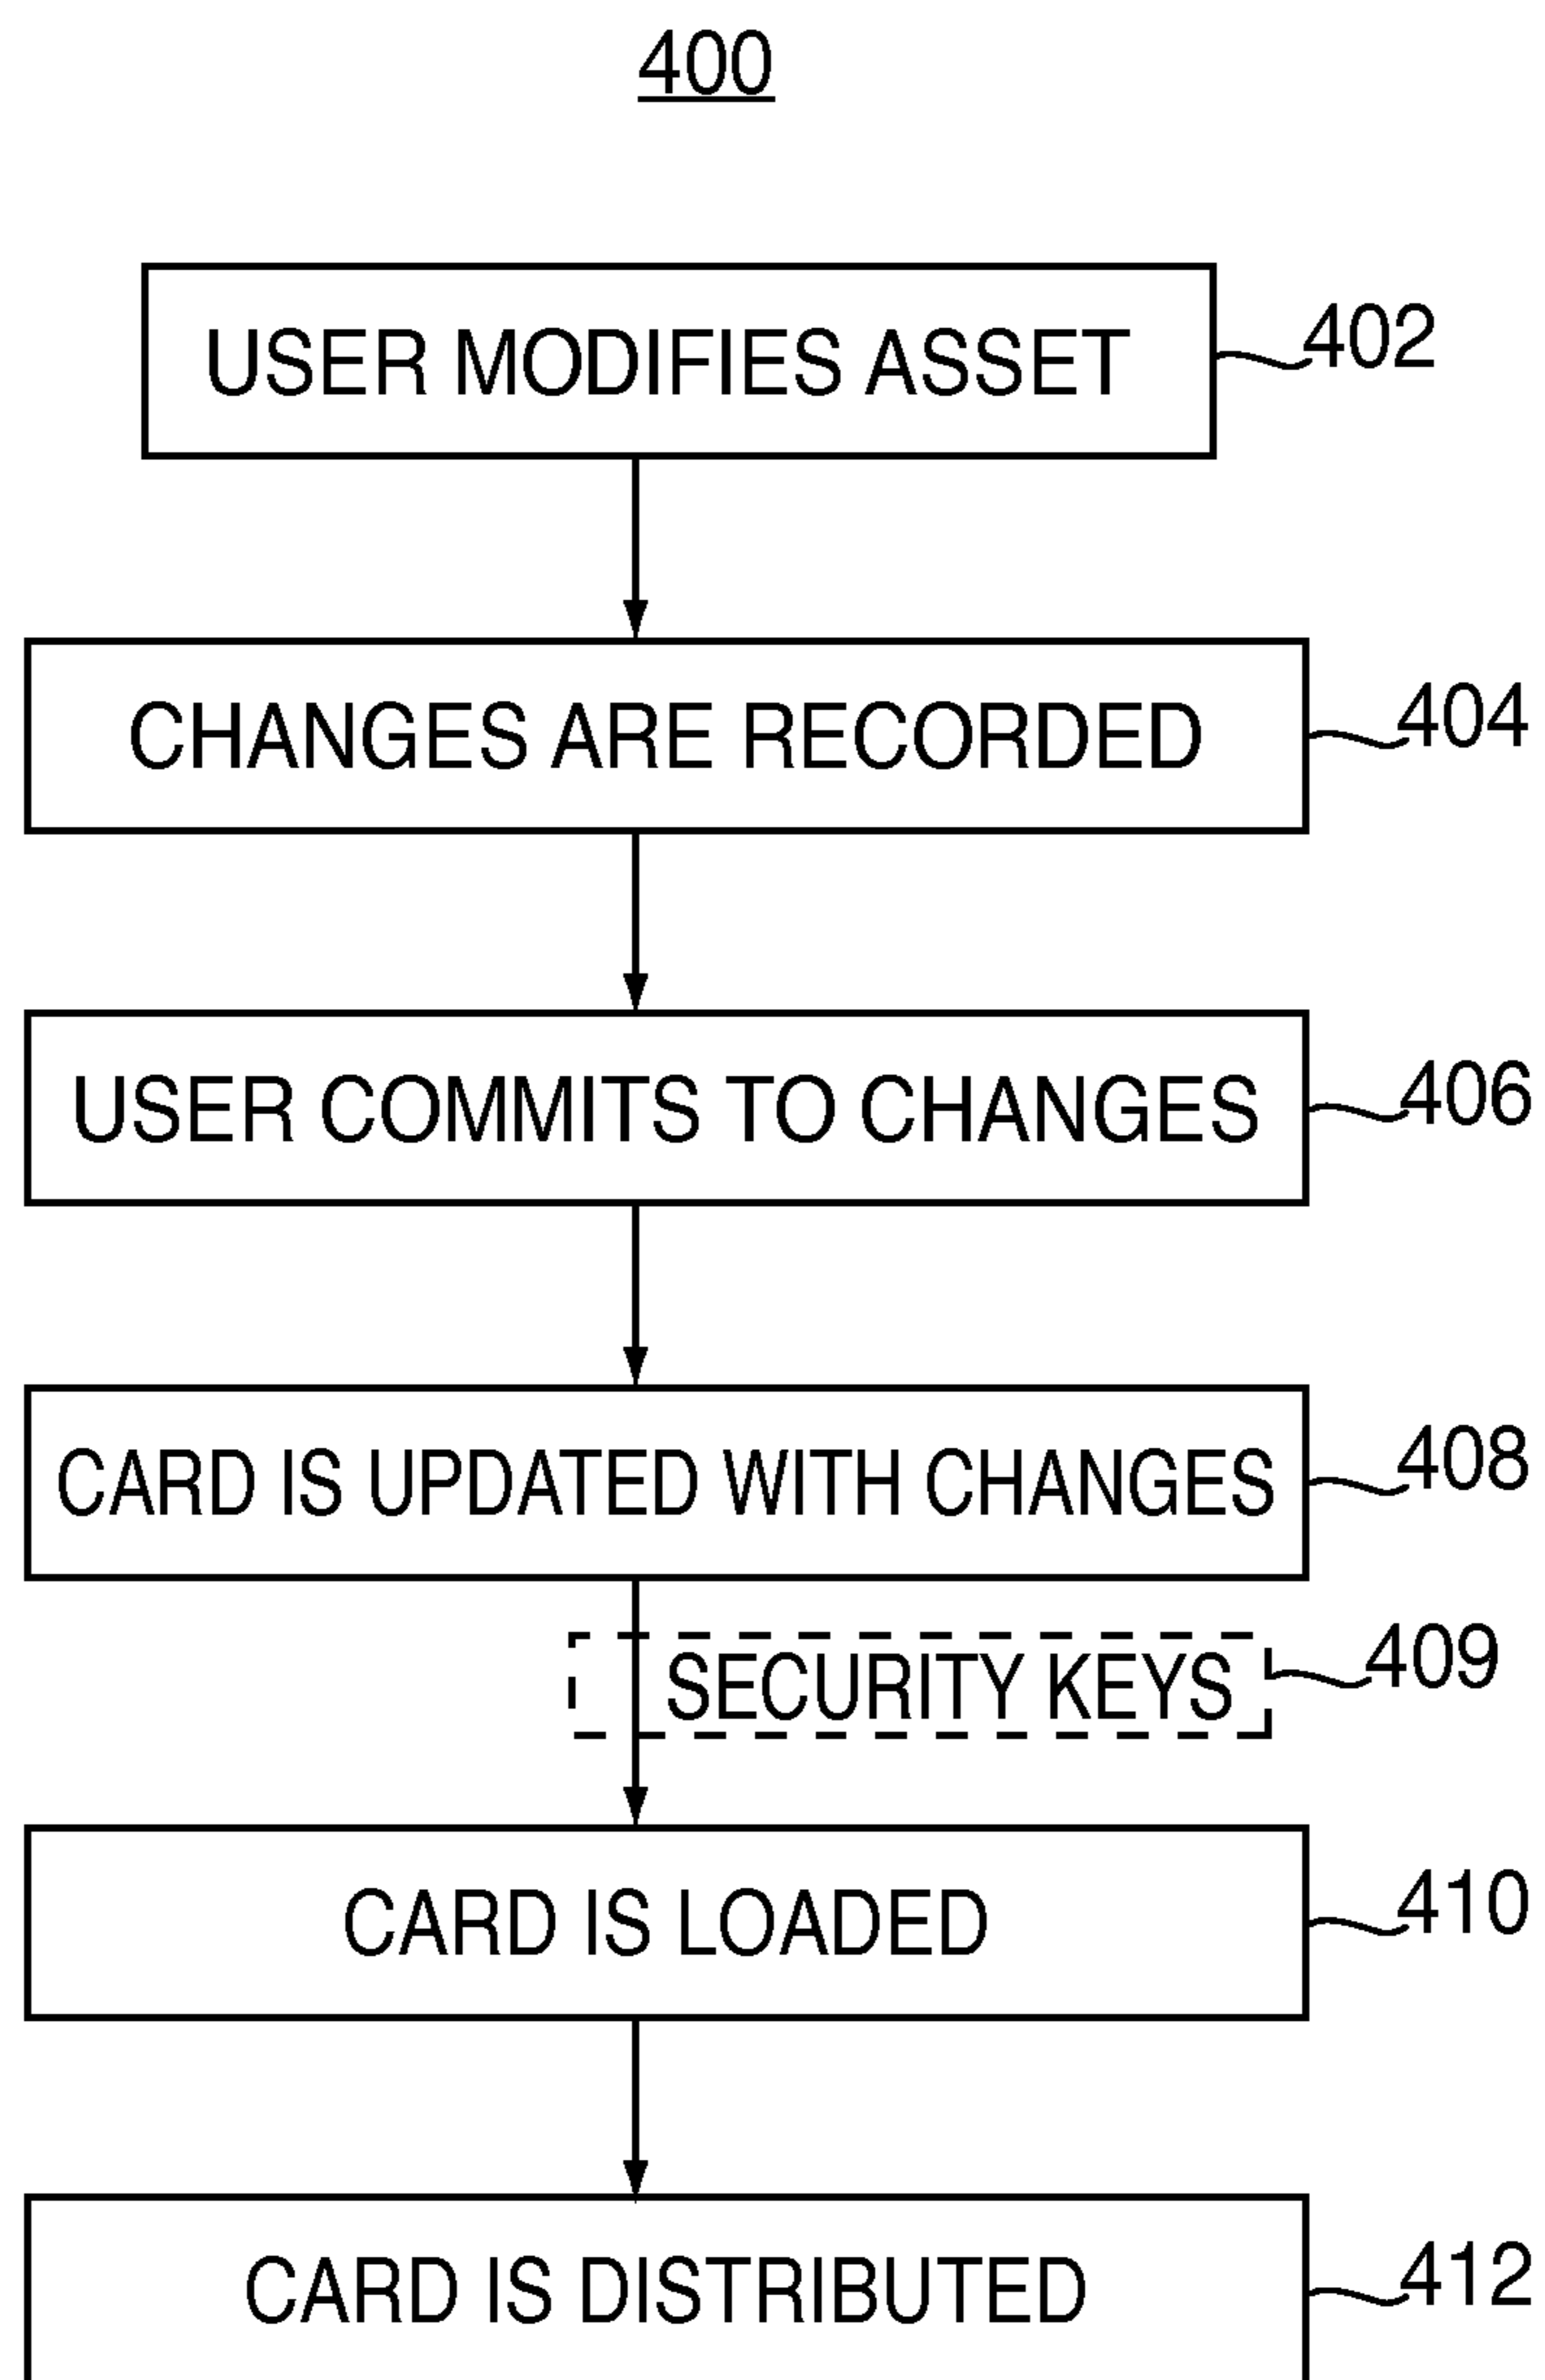 400
USER MODIFIES ASSET
402
CHANGES ARE RECORDED
404
USER COMMITS TO CHANGES
406
CARD IS UPDATED WITH CHANGES
408
SECURITY KEYS
409
CARD IS LOADED
410
CARD IS DISTRIBUTED
412